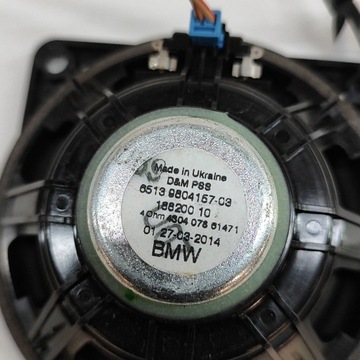 Made in Ukraine
D&M PSS
6513 9804157-03
188200 10
4 Ohm 4304 078 61471
01 27-03-2014
BMW